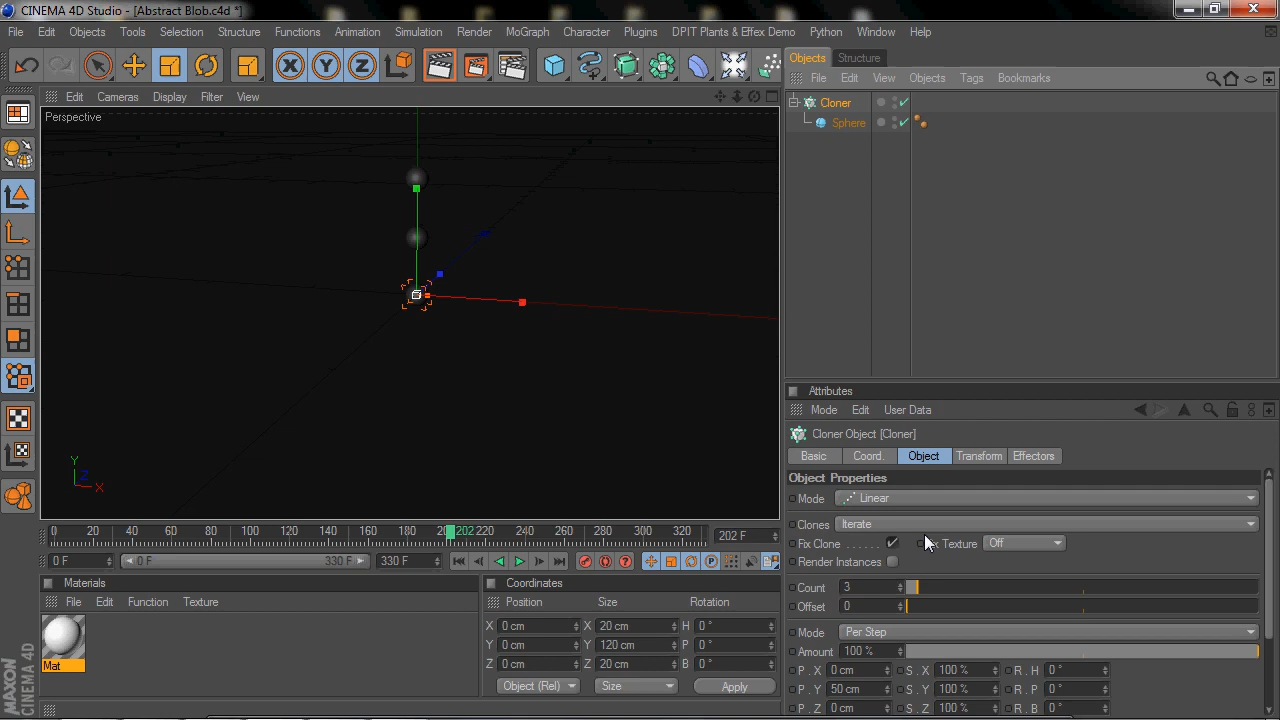 CINEMA 4D Studio - [Abstract Blob.c4d *]
File Edit Objects Tools Selection Structure Functions Animation Simulation Render MoGraph Character Plugins DPIT Plants & Effex Demo Python Window Help
X Y Z
Objects Structure
File Edit View Objects Tags Bookmarks
Edit Cameras Display Filter View
Perspective
Cloner
Sphere
Y
Z
X
Attributes
Mode Edit User Data
Cloner Object [Cloner]
Basic Coord. Object Transform Effectors
Object Properties
Mode Linear
Clones Iterate
Fix Clone Texture Off
Render Instances
Count 3
Offset 0
Mode Per Step
Amount 100 %
P . X 0 cm S . X 100 % R . H 0 °
P . Y 50 cm S . Y 100 % R . P 0 °
P . Z 0 cm S . Z 100 % R . B 0 °
0 20 40 60 80 100 120 140 160 180 202 220 240 260 280 300 320 202 F
0 F 0 F 330 F 330 F
Materials
File Edit Function Texture
Mat
Coordinates
Position Size Rotation
X 0 cm X 20 cm H 0 °
Y 0 cm Y 120 cm P 0 °
Z 0 cm Z 20 cm B 0 °
Object (Rel) Size Apply
MAXON
CINEMA 4D